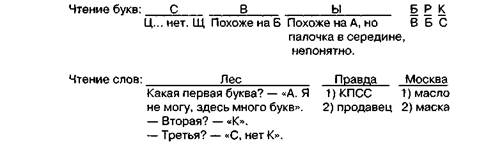 Чтение букв: С В Ы Б Р К
Ц... нет. Щ Похоже на Б Похоже на А, но В Б С
палочка в середине,
непонятно.
Чтение слов: Лес Правда Москва
Какая первая буква? — «А. Я 1) КПСС 1) масло
не могу, здесь много букв». 2) продавец 2) маска
— Вторая? — «К».
— Третья? — «С, нет К».